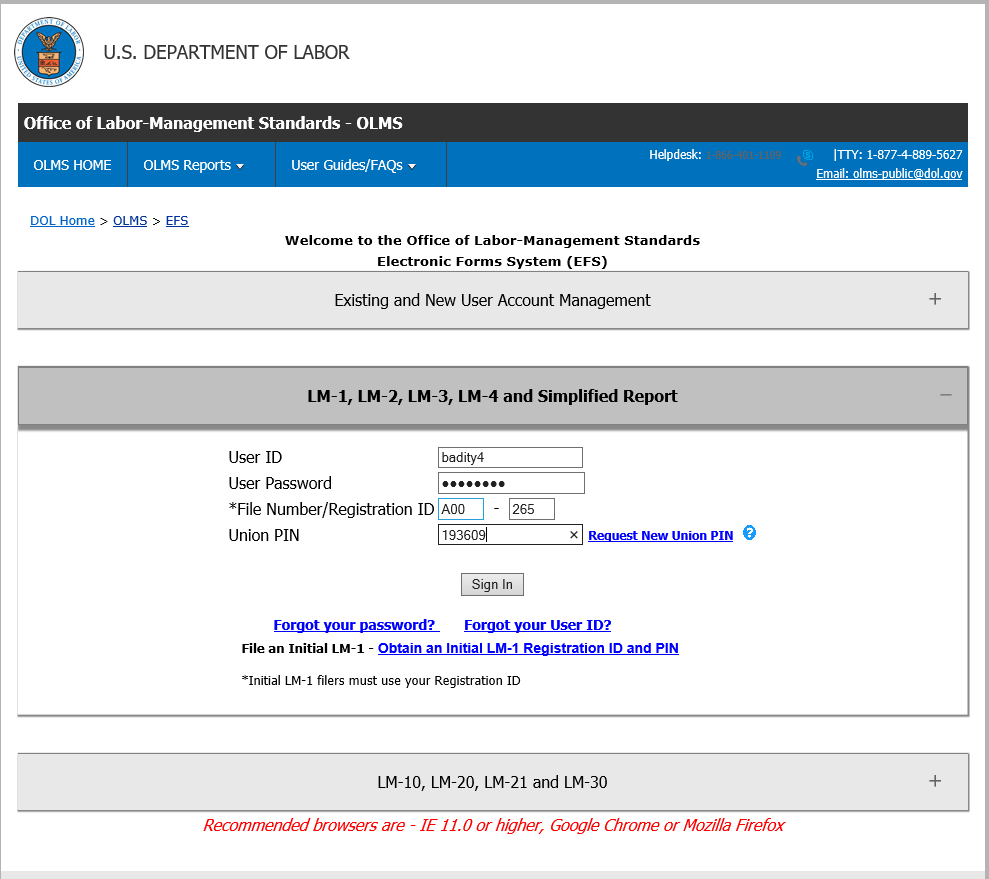 U.S. DEPARTMENT OF LABOR
Office of Labor-Management Standards - OLMS
OLMS HOME OLMS Reports User Guides/FAQs
Helpdesk: |TTY: 1-877-4-889-5627
Email: olms-public@dol.gov
DOL Home > OLMS > EFS
Welcome to the Office of Labor-Management Standards
Electronic Forms System (EFS)
Existing and New User Account Management +
LM-1, LM-2, LM-3, LM-4 and Simplified Report −
User ID badity4
User Password ●●●●●●●●
*File Number/Registration ID A00 - 265
Union PIN 193609 × Request New Union PIN ?
Sign In
Forgot your password? Forgot your User ID?
File an Initial LM-1 - Obtain an Initial LM-1 Registration ID and PIN
*Initial LM-1 filers must use your Registration ID
LM-10, LM-20, LM-21 and LM-30 +
Recommended browsers are - IE 11.0 or higher, Google Chrome or Mozilla Firefox